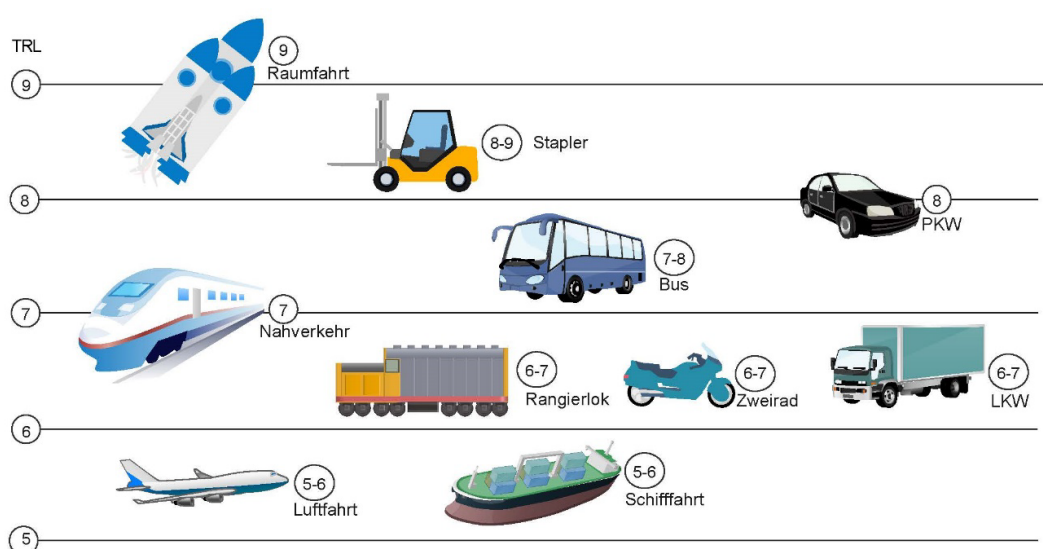 TRL
9
Raumfahrt
9
8-9 Stapler
8
8
PKW
7-8
Bus
7
7
Nahverkehr
6-7
Rangierlok
6-7
Zweirad
6-7
LKW
6
5-6
Luftfahrt
5-6
Schifffahrt
5